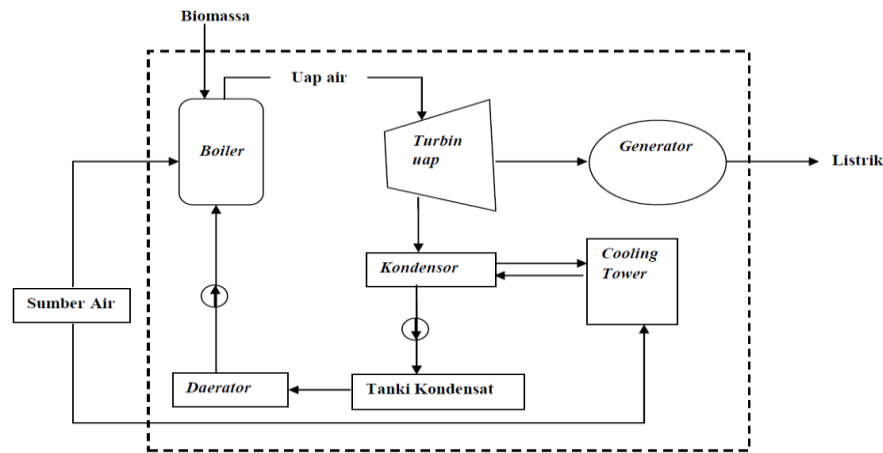 Biomassa
Uap air
Boiler
Turbin
uap
Generator
Listrik
Kondensor
Cooling
Tower
Sumber Air
Daerator
Tanki Kondensat